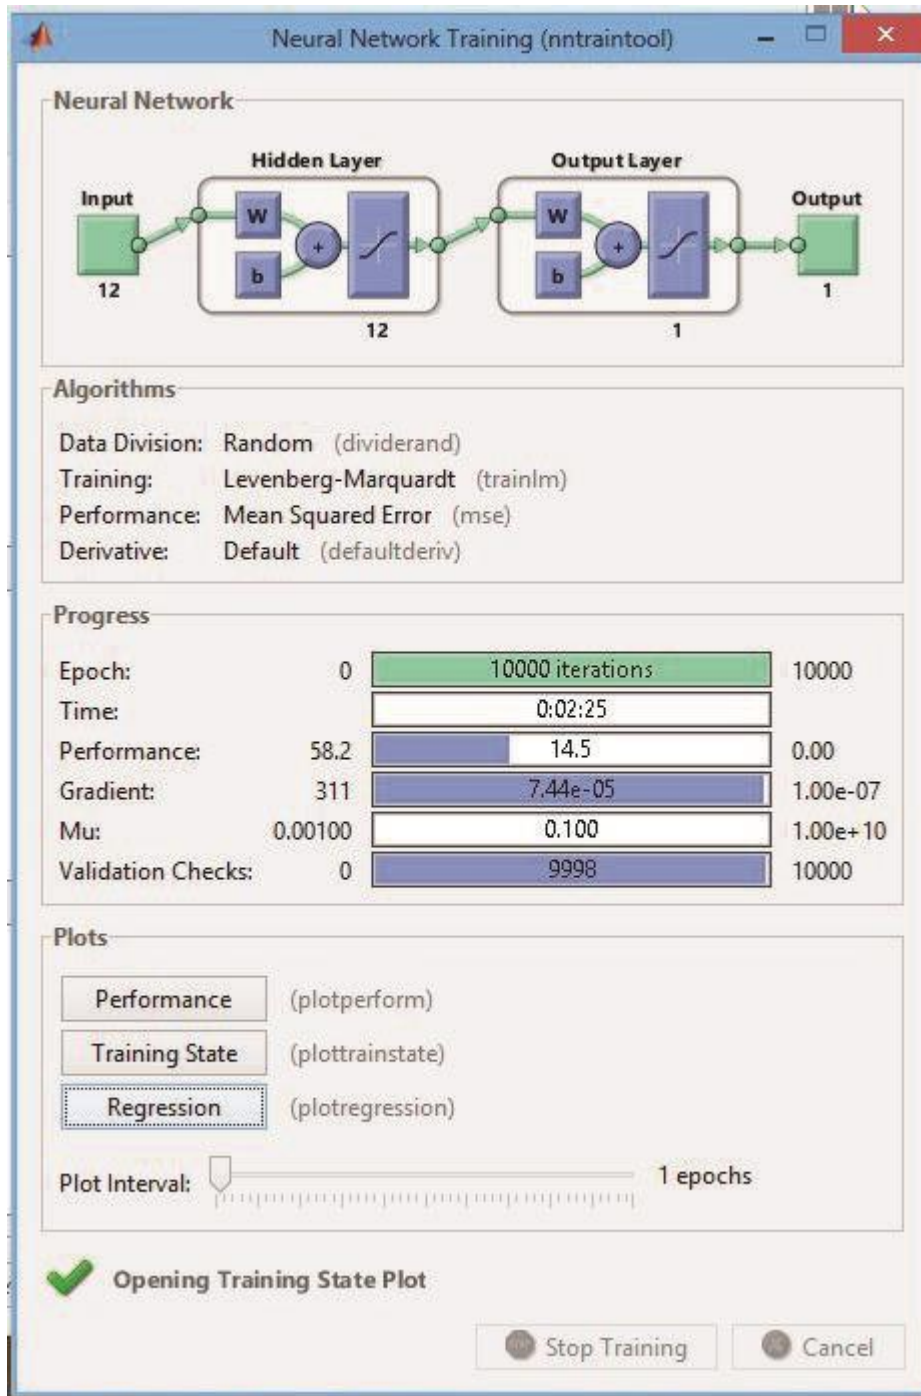 Neural Network Training (nntraintool)
Neural Network
Hidden Layer Output Layer
Input Output
W W
+ +
b b
12 1
12 1
Algorithms
Data Division: Random (dividerand)
Training: Levenberg-Marquardt (trainlm)
Performance: Mean Squared Error (mse)
Derivative: Default (defaultderiv)
Progress
Epoch: 0 10000 iterations 10000
Time: 0:02:25
Performance: 58.2 14.5 0.00
Gradient: 311 7.44e-05 1.00e-07
Mu: 0.00100 0.100 1.00e+10
Validation Checks: 0 9998 10000
Plots
Performance (plotperform)
Training State (plottrainstate)
Regression (plotregression)
Plot Interval: 1 epochs
Opening Training State Plot
Stop Training Cancel